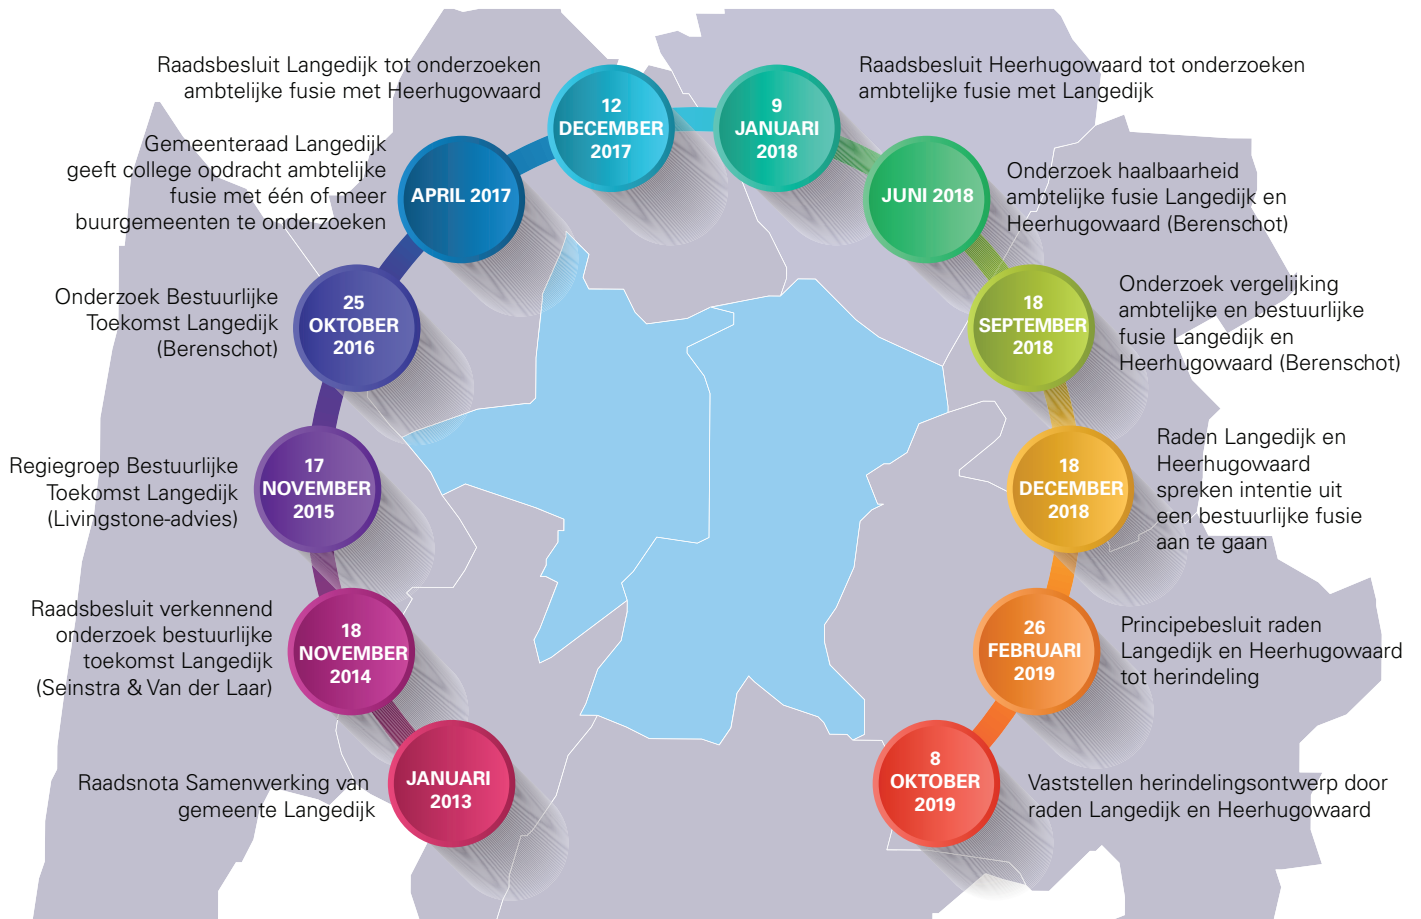 Raadsnota Samenwerking van
gemeente Langedijk
JANUARI
2013
Raadsbesluit verkennend
onderzoek bestuurlijke
toekomst Langedijk
(Seinstra & Van der Laar)
18
NOVEMBER
2014
Regiegroep Bestuurlijke
Toekomst Langedijk
(Livingstone-advies)
17
NOVEMBER
2015
Onderzoek Bestuurlijke
Toekomst Langedijk
(Berenschot)
25
OKTOBER
2016
Gemeenteraad Langedijk
geeft college opdracht ambtelijke
fusie met één of meer
buurgemeenten te onderzoeken
APRIL 2017
Raadsbesluit Langedijk tot onderzoeken
ambtelijke fusie met Heerhugowaard
12
DECEMBER
2017
9
JANUARI
2018
Raadsbesluit Heerhugowaard tot onderzoeken
ambtelijke fusie met Langedijk
JUNI 2018
Onderzoek haalbaarheid
ambtelijke fusie Langedijk en
Heerhugowaard (Berenschot)
18
SEPTEMBER
2018
Onderzoek vergelijking
ambtelijke en bestuurlijke
fusie Langedijk en
Heerhugowaard (Berenschot)
18
DECEMBER
2018
Raden Langedijk en
Heerhugowaard
spreken intentie uit
een bestuurlijke fusie
aan te gaan
26
FEBRUARI
2019
Principebesluit raden
Langedijk en Heerhugowaard
tot herindeling
8
OKTOBER
2019
Vaststellen herindelingsontwerp door
raden Langedijk en Heerhugowaard